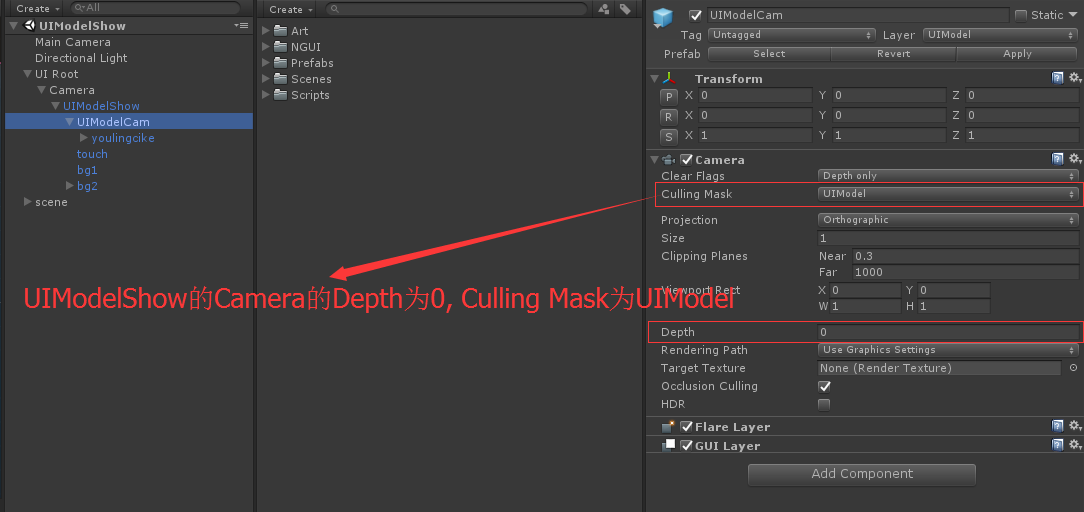 Create
All
UIModelShow
Main Camera
Directional Light
UI Root
Camera
UIModelShow
UIModelCam
youlingcike
touch
bg1
bg2
scene
Create
Art
NGUI
Prefabs
Scenes
Scripts
UIModelShow的Camera的Depth为0, Culling Mask为UIModel
UIModelCam Static
Tag Untagged Layer UIModel
Prefab Select Revert Apply
Transform
P X 0 Y 0 Z 0
R X 0 Y 0 Z 0
S X 1 Y 1 Z 1
Camera
Clear Flags Depth only
Culling Mask UIModel
Projection Orthographic
Size 1
Clipping Planes Near 0.3
Far 1000
Viewport Rect X 0 Y 0
W 1 H 1
Depth 0
Rendering Path Use Graphics Settings
Target Texture None (Render Texture)
Occlusion Culling
HDR
Flare Layer
GUI Layer
Add Component